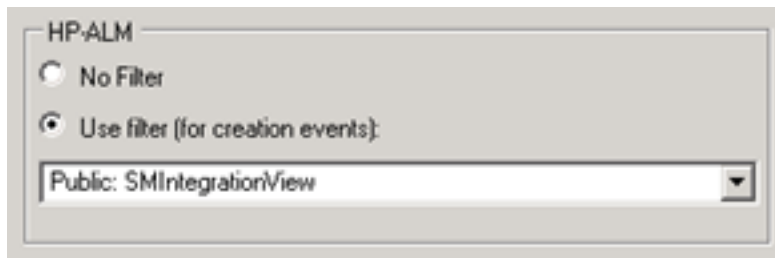 HP-ALM
No Filter
Use filter (for creation events):
Public: SMIntegrationView